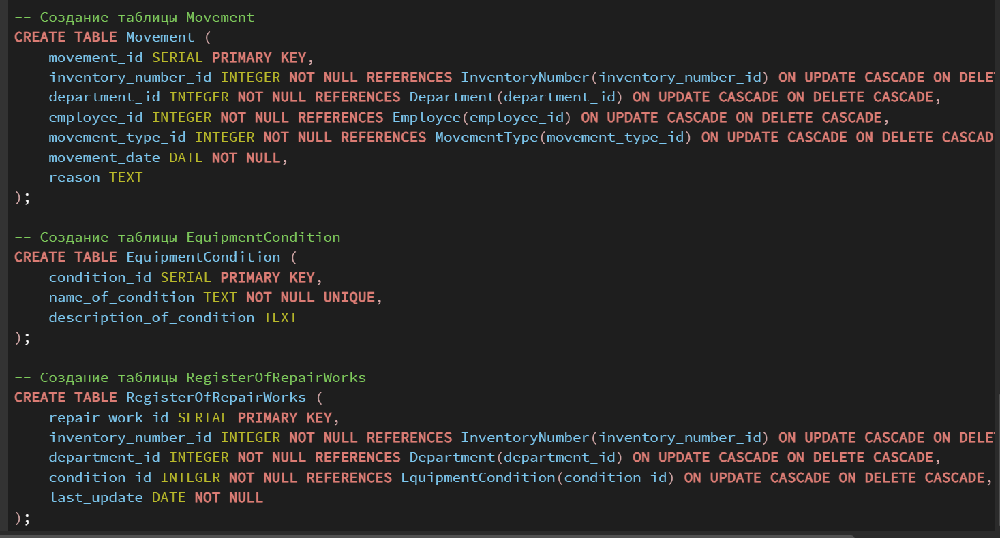 -- Создание таблицы Movement
CREATE TABLE Movement (
    movement_id SERIAL PRIMARY KEY,
    inventory_number_id INTEGER NOT NULL REFERENCES InventoryNumber(inventory_number_id) ON UPDATE CASCADE ON DELE
    department_id INTEGER NOT NULL REFERENCES Department(department_id) ON UPDATE CASCADE ON DELETE CASCADE,
    employee_id INTEGER NOT NULL REFERENCES Employee(employee_id) ON UPDATE CASCADE ON DELETE CASCADE,
    movement_type_id INTEGER NOT NULL REFERENCES MovementType(movement_type_id) ON UPDATE CASCADE ON DELETE CASCAD
    movement_date DATE NOT NULL,
    reason TEXT
);
-- Создание таблицы EquipmentCondition
CREATE TABLE EquipmentCondition (
    condition_id SERIAL PRIMARY KEY,
    name_of_condition TEXT NOT NULL UNIQUE,
    description_of_condition TEXT
);
-- Создание таблицы RegisterOfRepairWorks
CREATE TABLE RegisterOfRepairWorks (
    repair_work_id SERIAL PRIMARY KEY,
    inventory_number_id INTEGER NOT NULL REFERENCES InventoryNumber(inventory_number_id) ON UPDATE CASCADE ON DELE
    department_id INTEGER NOT NULL REFERENCES Department(department_id) ON UPDATE CASCADE ON DELETE CASCADE,
    condition_id INTEGER NOT NULL REFERENCES EquipmentCondition(condition_id) ON UPDATE CASCADE ON DELETE CASCADE,
    last_update DATE NOT NULL
);